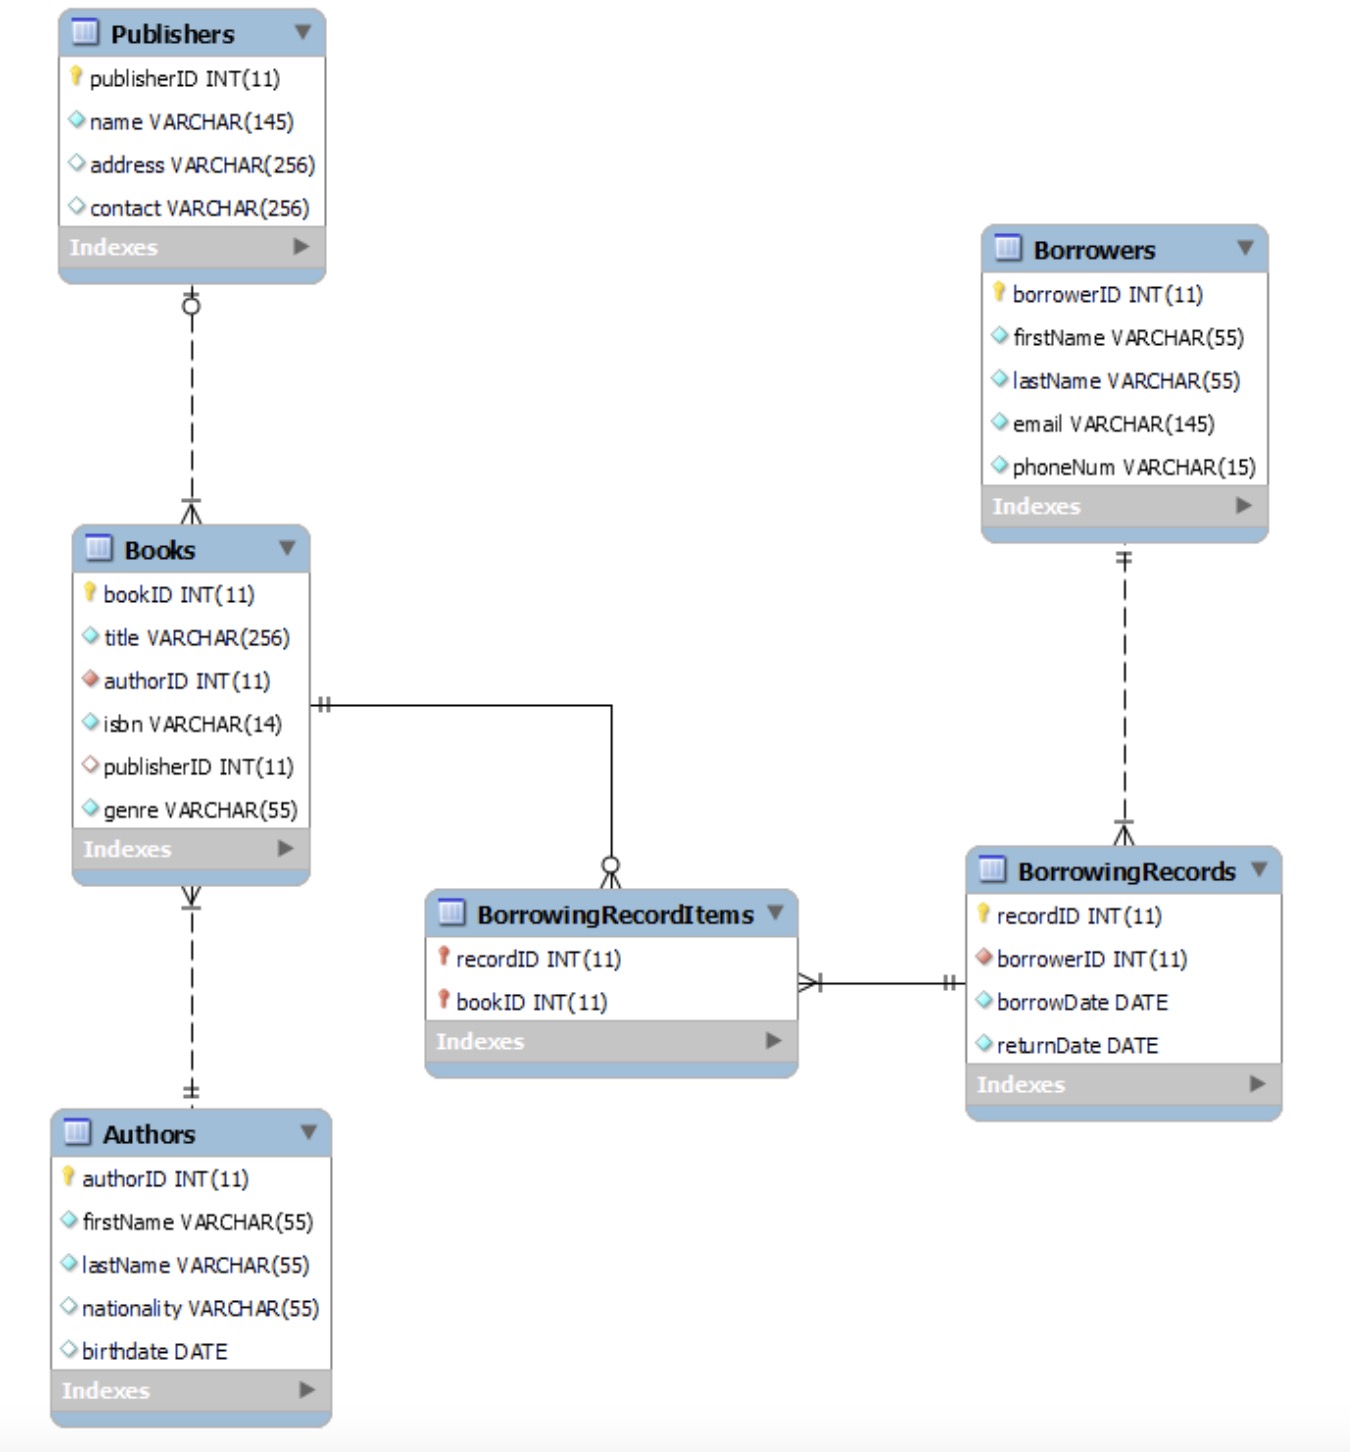 Publishers
publisherID INT(11)
name VARCHAR(145)
address VARCHAR(256)
contact VARCHAR(256)
Indexes
Borrowers
borrowerID INT(11)
firstName VARCHAR(55)
lastName VARCHAR(55)
email VARCHAR(145)
phoneNum VARCHAR(15)
Indexes
Books
bookID INT(11)
title VARCHAR(256)
authorID INT(11)
isbn VARCHAR(14)
publisherID INT(11)
genre VARCHAR(55)
Indexes
BorrowingRecordItems
recordID INT(11)
bookID INT(11)
Indexes
BorrowingRecords
recordID INT(11)
borrowerID INT(11)
borrowDate DATE
returnDate DATE
Indexes
Authors
authorID INT(11)
firstName VARCHAR(55)
lastName VARCHAR(55)
nationality VARCHAR(55)
birthdate DATE
Indexes